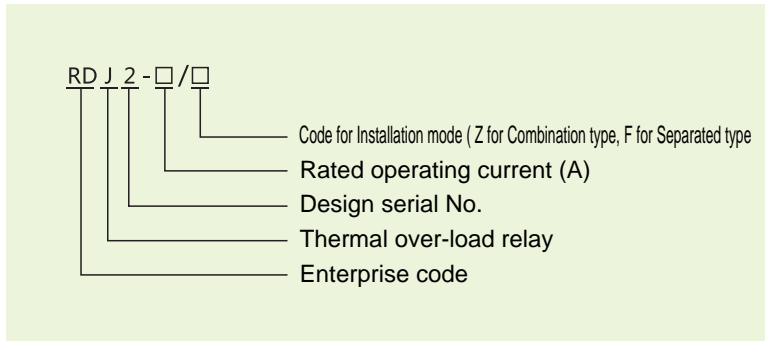 RD J 2 - □ / □
Code for Installation mode ( Z for Combination type, F for Separated type
Rated operating current (A)
Design serial No.
Thermal over-load relay
Enterprise code